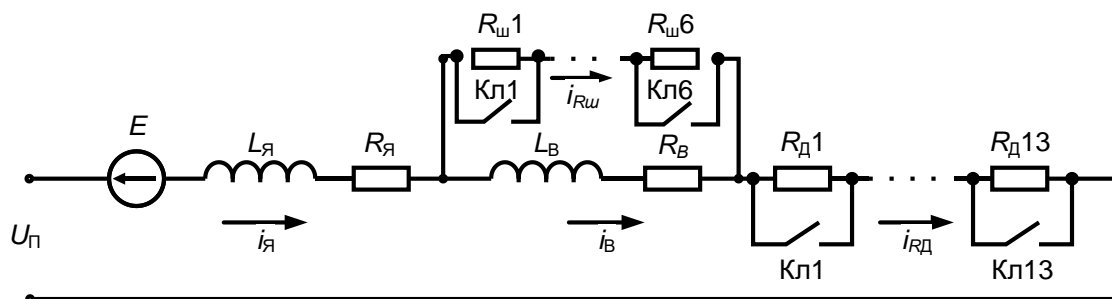 Rш1
Rш6
Кл1
iRш
Кл6
E
Lя
Rя
Lв
RВ
RД1
RД13
Uп
iя
iв
iRД
Кл1
Кл13